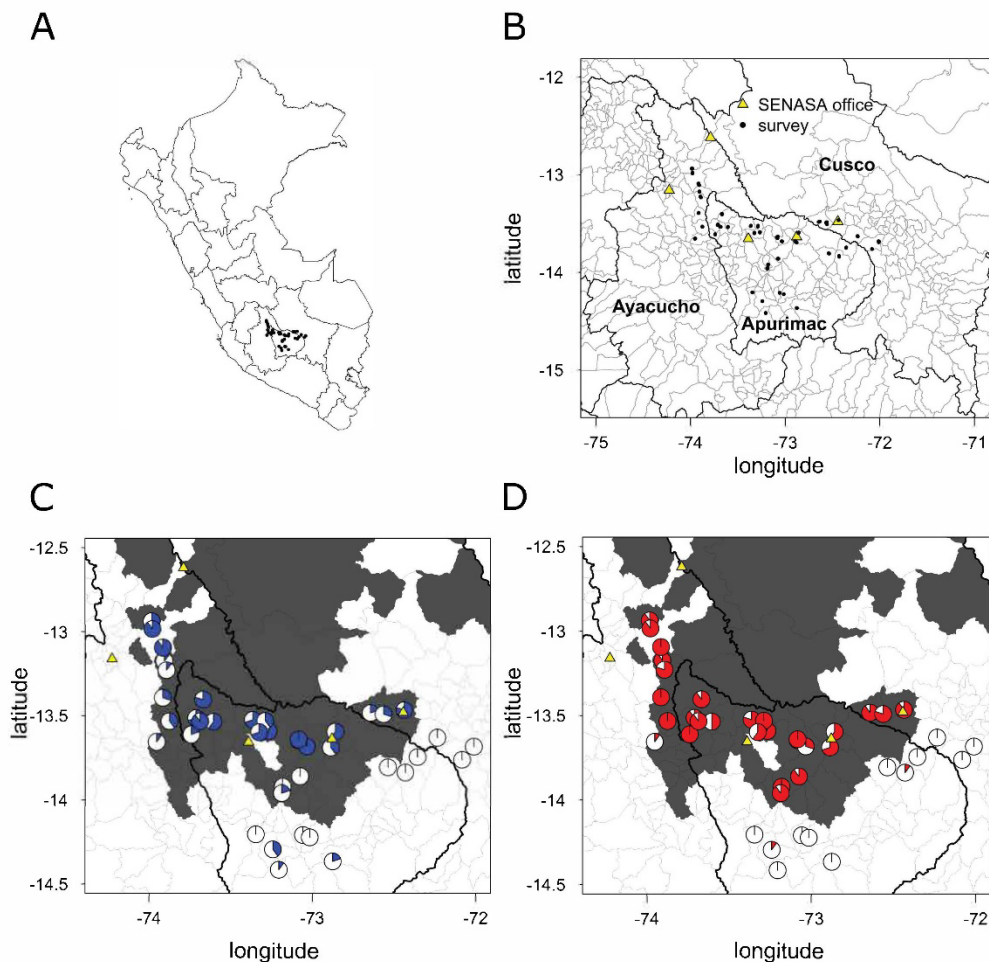 A
B
-12
-13
-14
-15
latitude
SENASA office
survey
Cusco
Ayacucho
Apurimac
-75 -74 -73 -72 -71
longitude
C
-12.5
-13
-13.5
-14
-14.5
latitude
-74 -73 -72
longitude
D
-12.5
-13
-13.5
-14
-14.5
latitude
-74 -73 -72
longitude